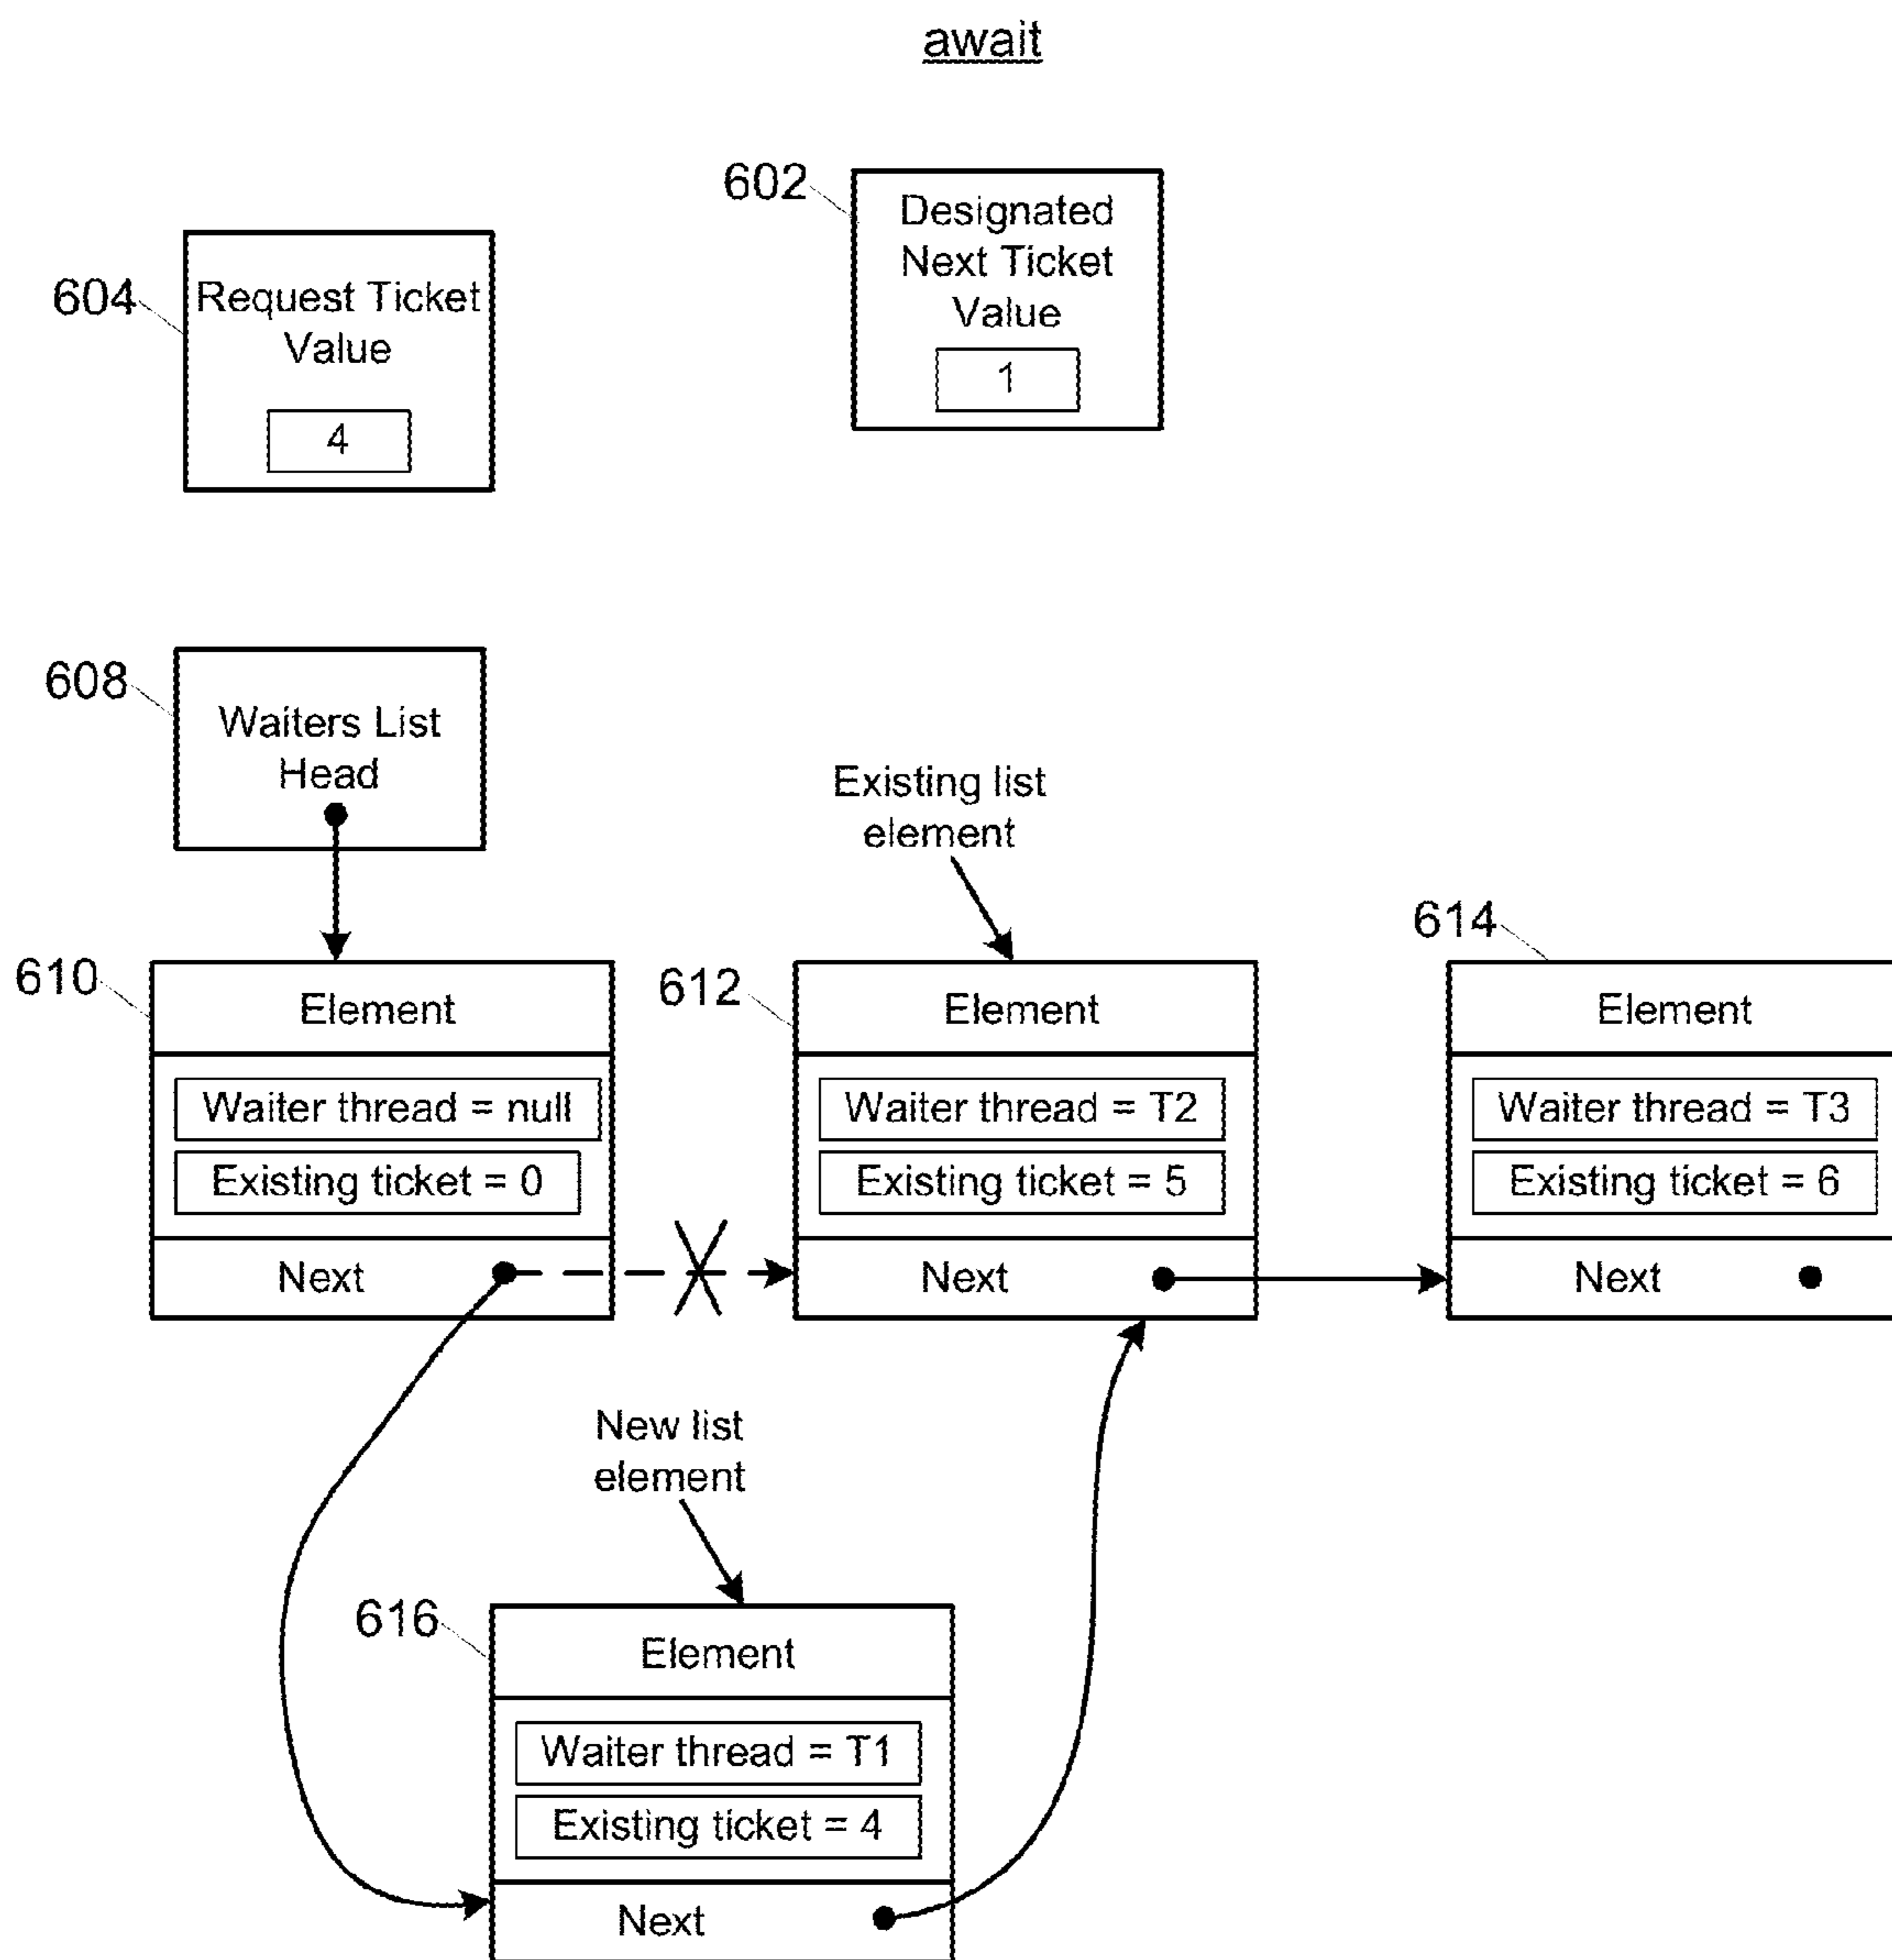 await
602
Designated
Next Ticket
Value
1
604
Request Ticket
Value
4
608
Waiters List
Head
Existing list
element
610
Element
Waiter thread = null
Existing ticket = 0
Next
612
Element
Waiter thread = T2
Existing ticket = 5
Next
614
Element
Waiter thread = T3
Existing ticket = 6
Next
New list
element
616
Element
Waiter thread = T1
Existing ticket = 4
Next